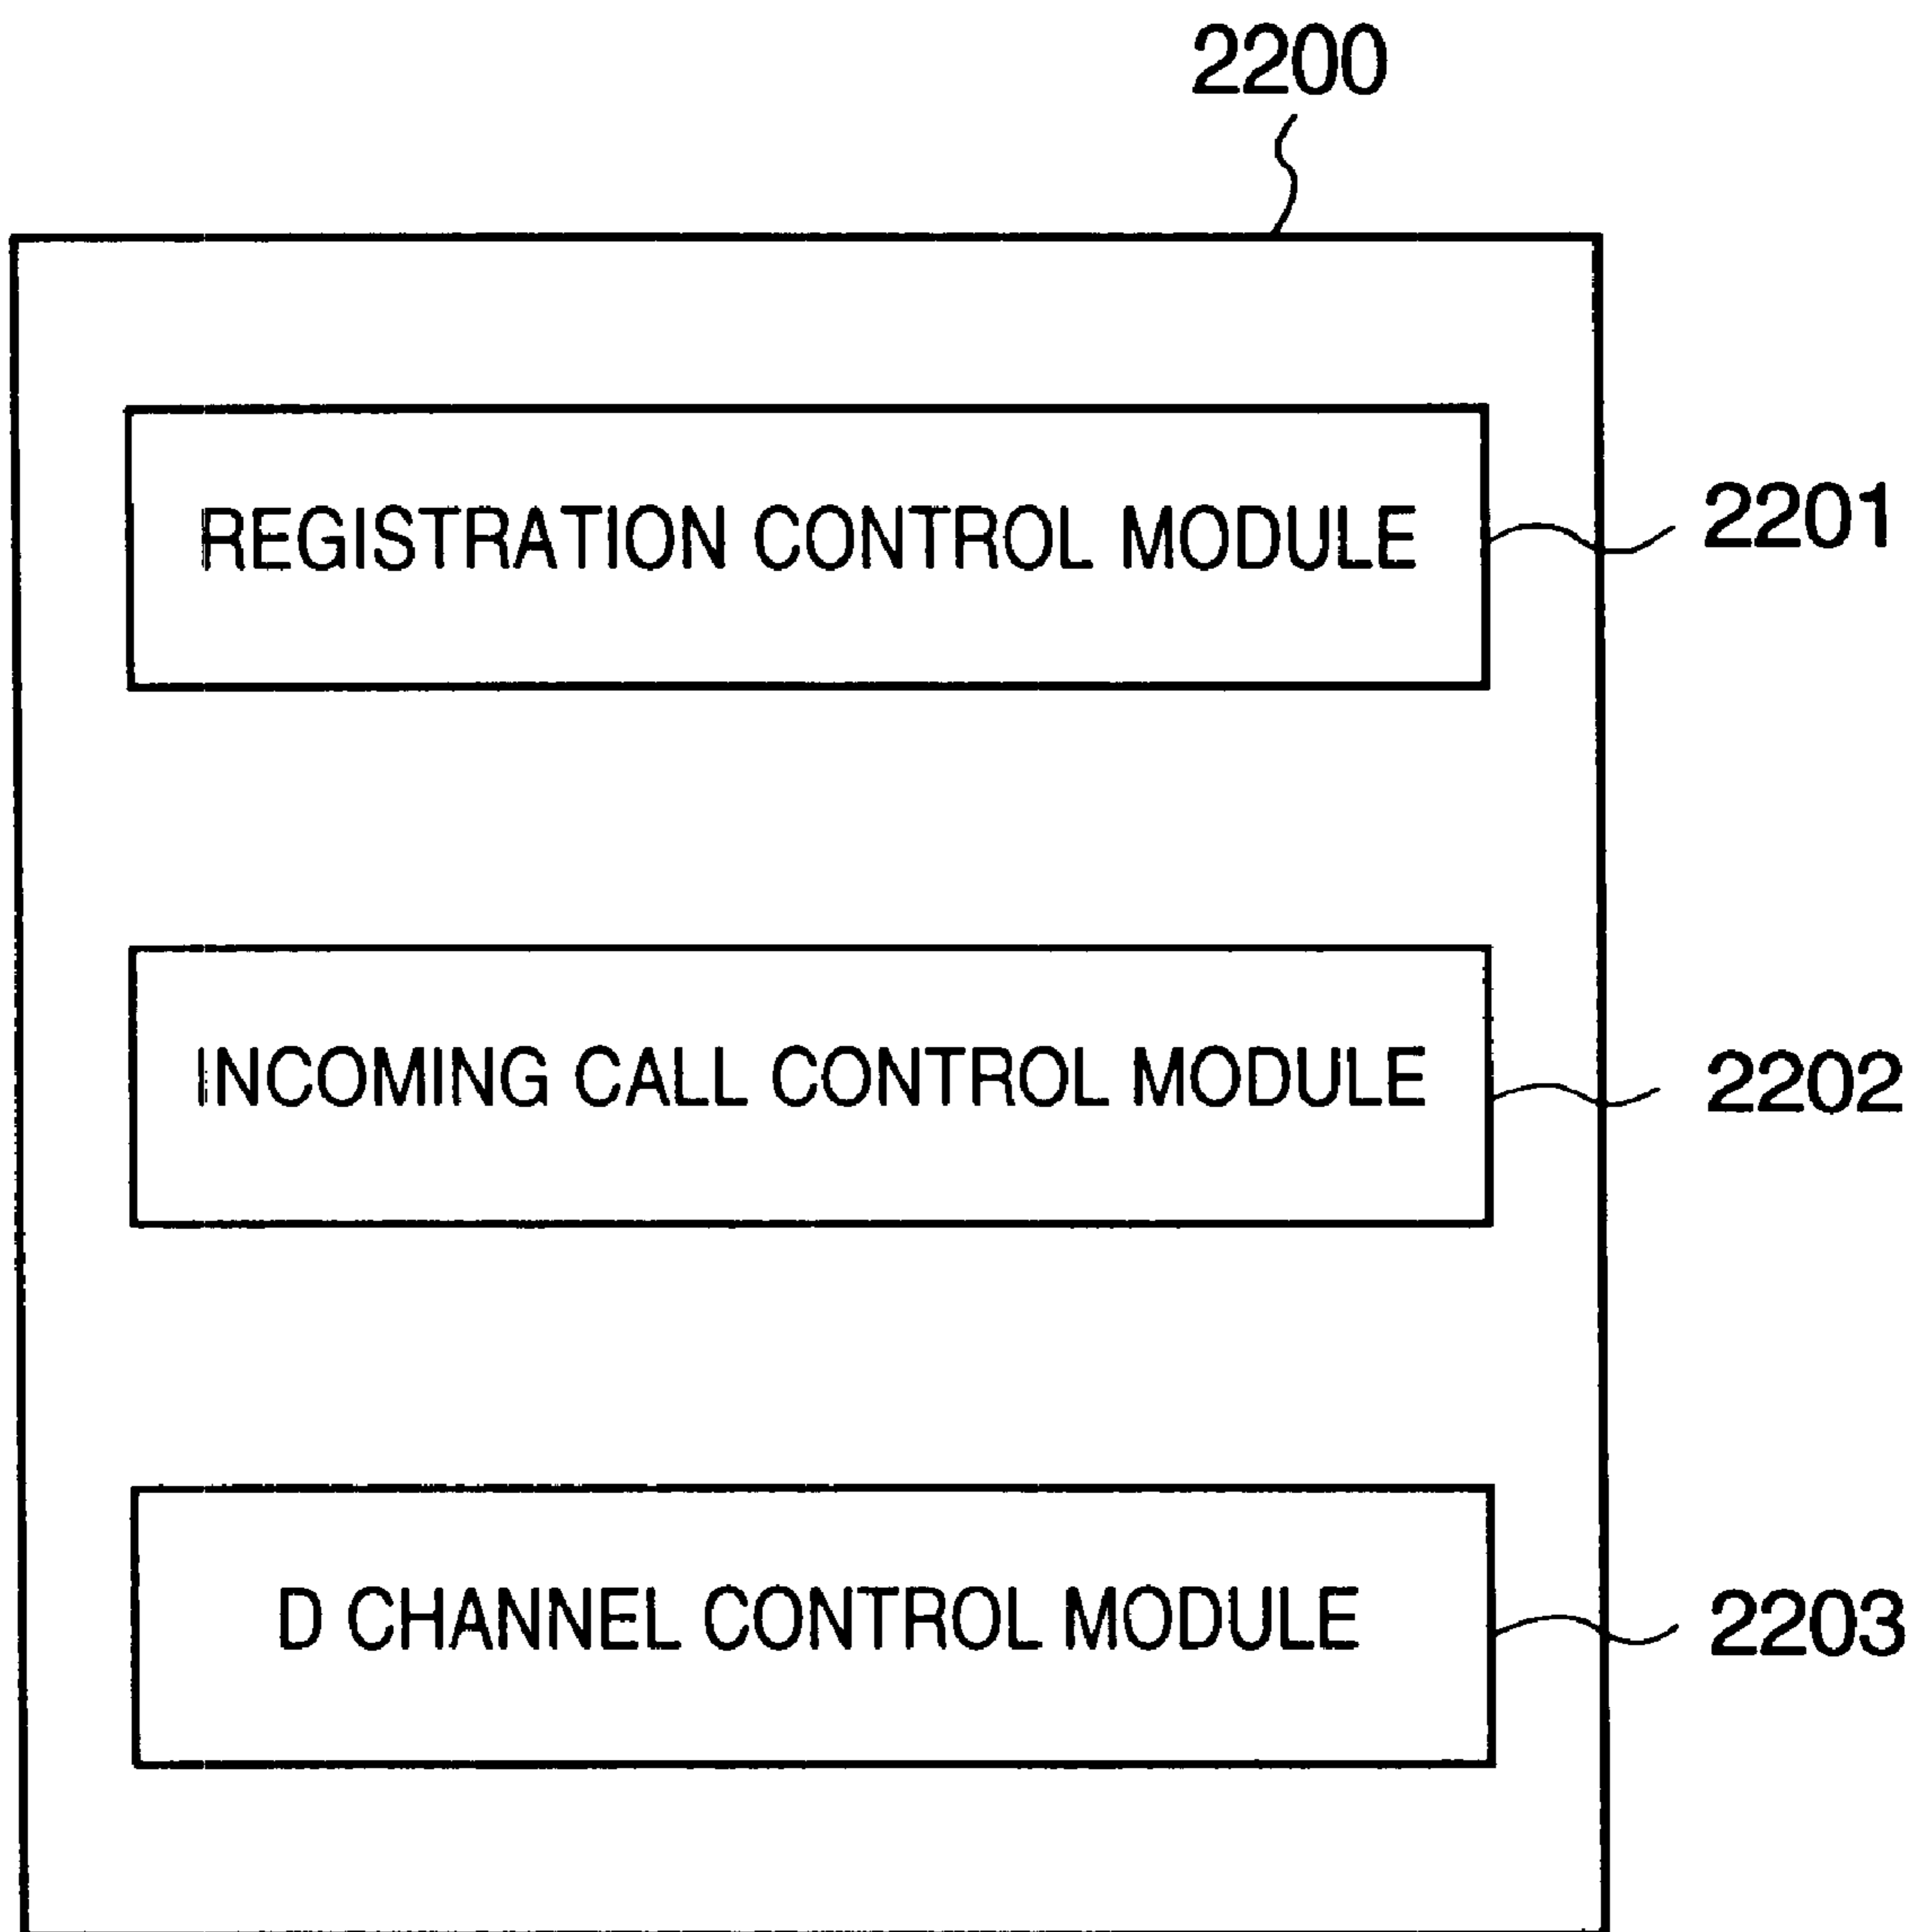 2200
REGISTRATION CONTROL MODULE
2201
INCOMING CALL CONTROL MODULE
2202
D CHANNEL CONTROL MODULE
2203